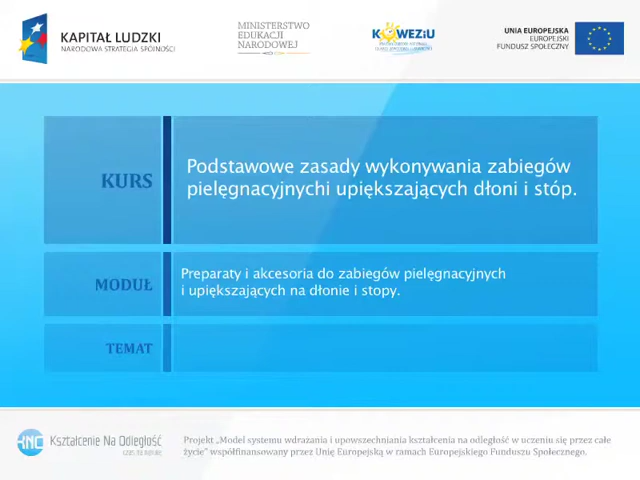 KAPITAŁ LUDZKI
NARODOWA STRATEGIA SPÓJNOŚCI
MINISTERSTWO
EDUKACJI
NARODOWEJ
KOWEZiU
UNIA EUROPEJSKA
EUROPEJSKI
FUNDUSZ SPOŁECZNY
KURS
Podstawowe zasady wykonywania zabiegów
pielęgnacyjnychi upiększających dłoni i stóp.
MODUŁ
Preparaty i akcesoria do zabiegów pielęgnacyjnych
i upiększających na dłonie i stopy.
TEMAT
KNO Kształcenie Na Odległość
Projekt „Model systemu wdrażania i upowszechniania kształcenia na odległość w uczeniu się przez całe
życie” współfinansowany przez Unię Europejską w ramach Europejskiego Funduszu Społecznego.